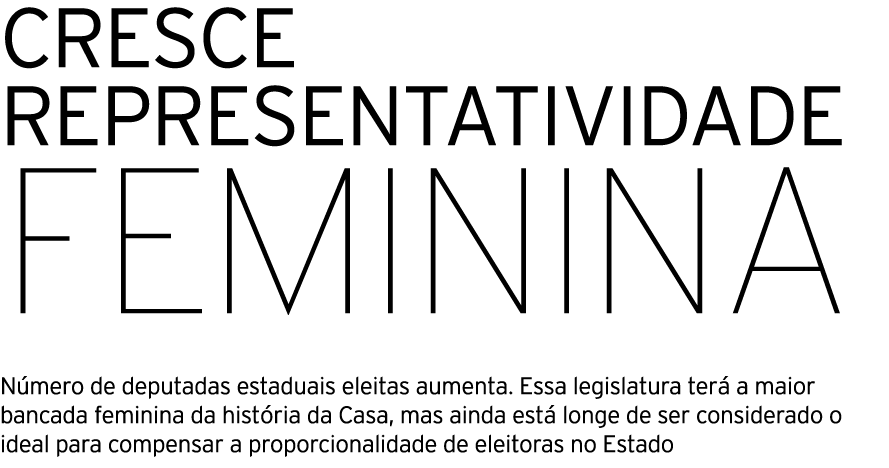 CRESCE
REPRESENTATIVIDADE
FEMININA
Número de deputadas estaduais eleitas aumenta. Essa legislatura terá a maior
bancada feminina da história da Casa, mas ainda está longe de ser considerado o
ideal para compensar a proporcionalidade de eleitoras no Estado